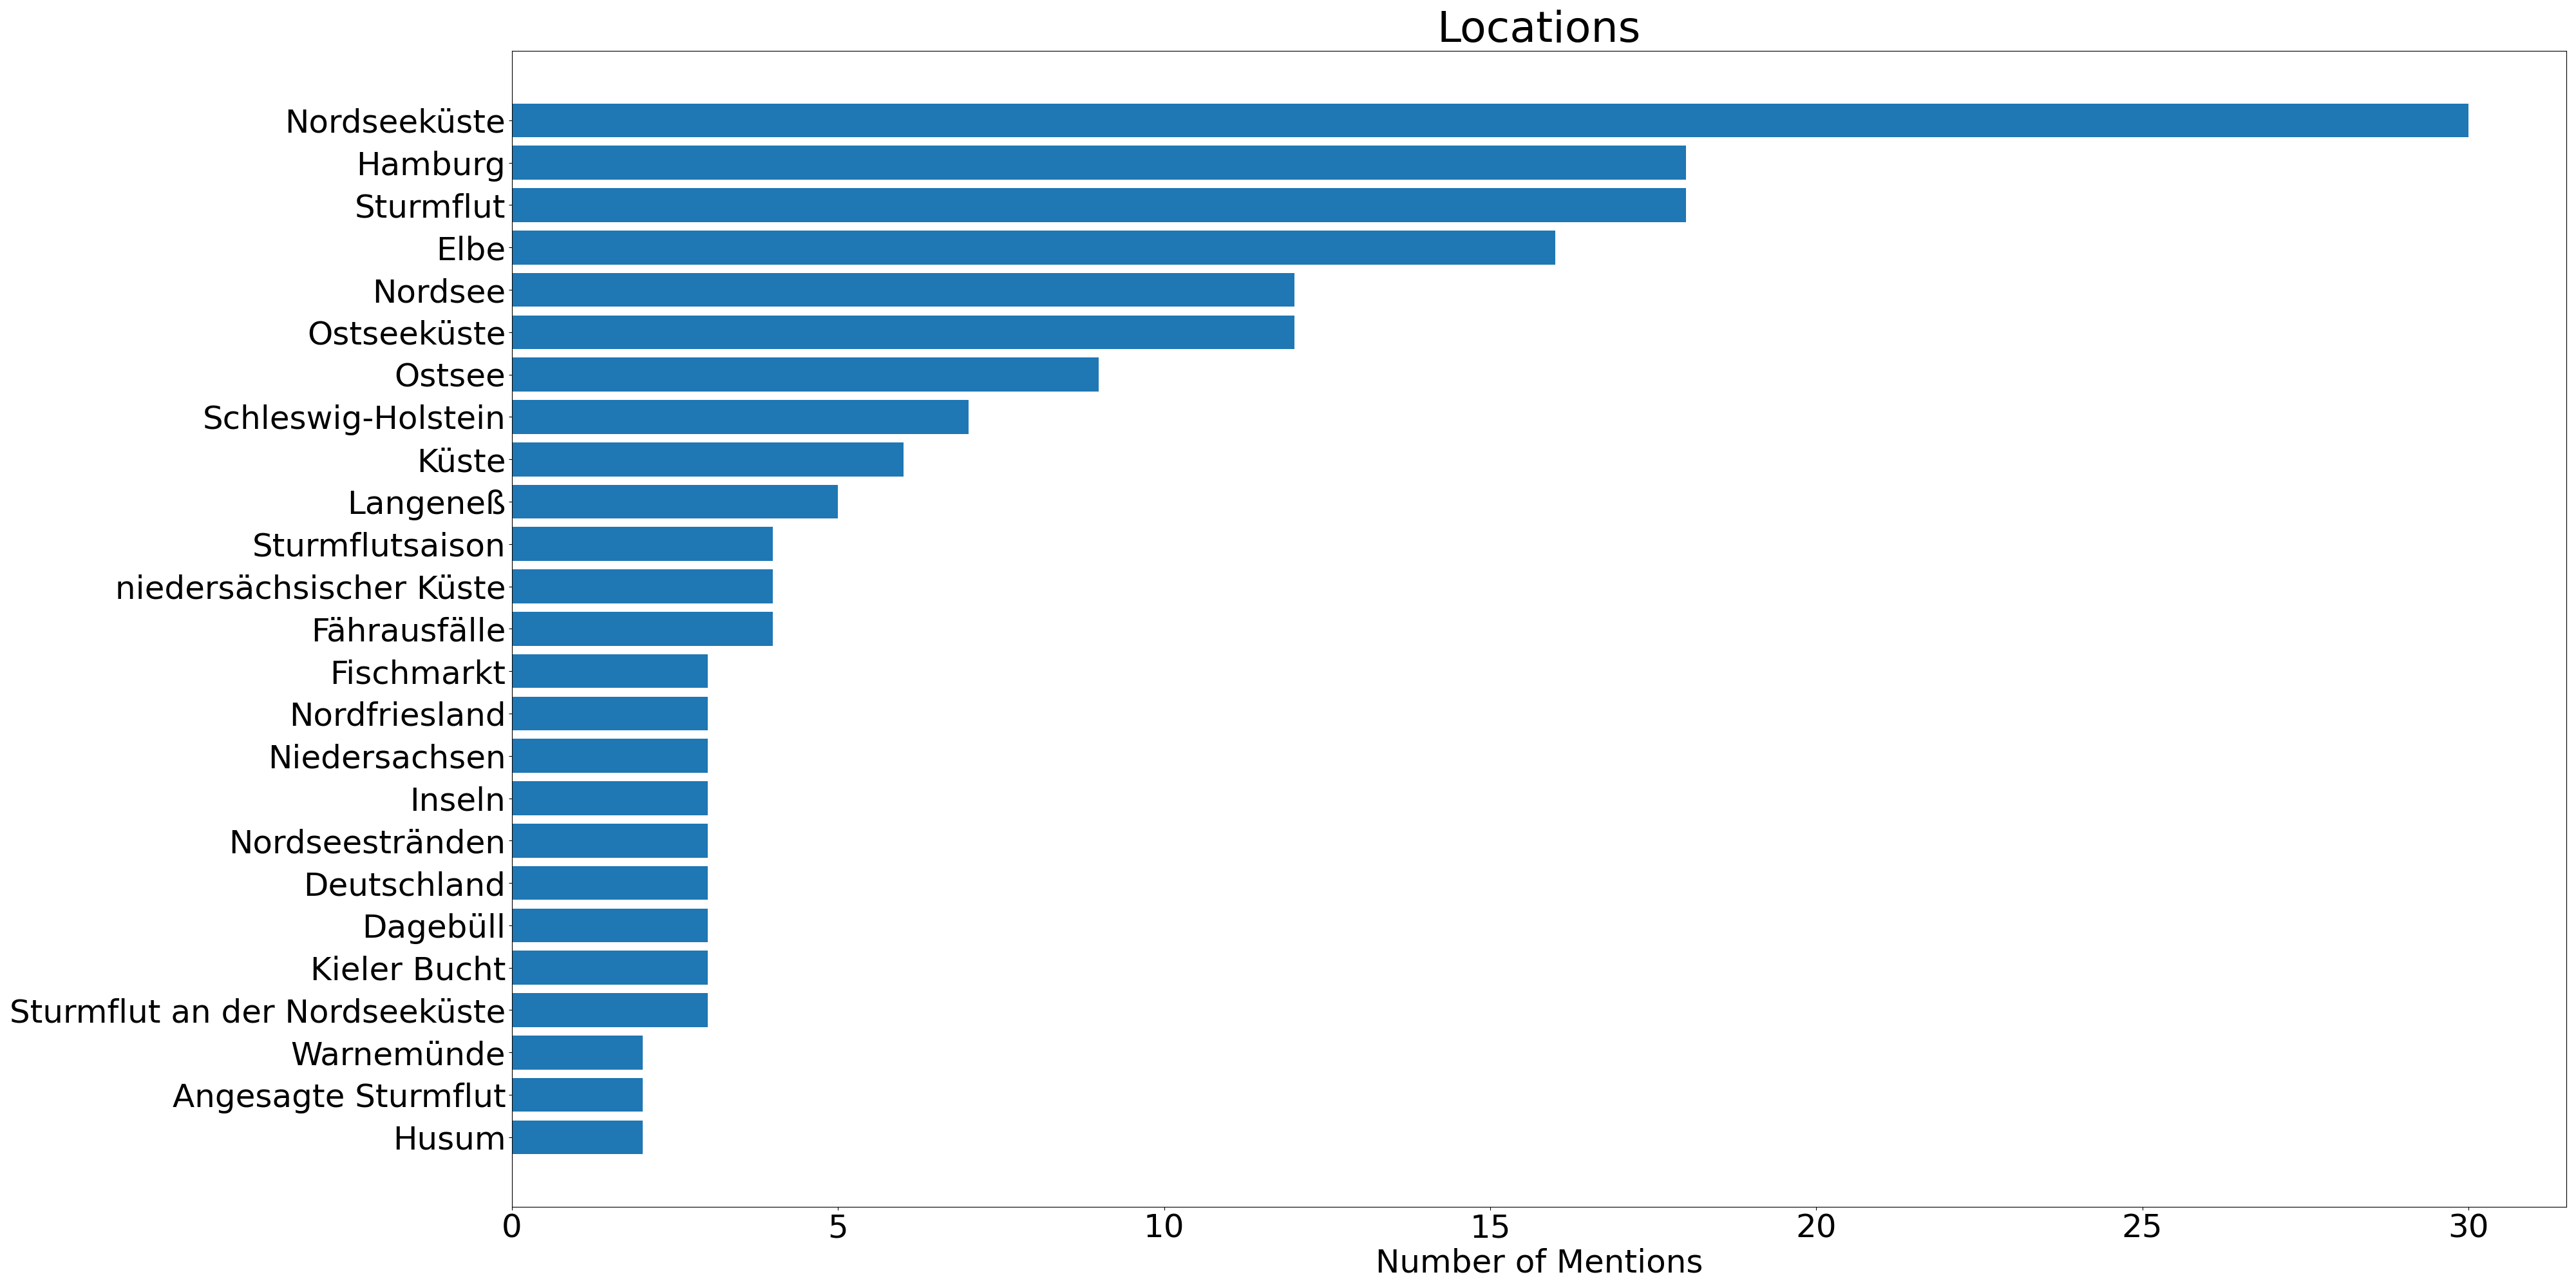 Locations
Nordseeküste
Hamburg
Sturmflut
Elbe
Nordsee
Ostseeküste
Ostsee
Schleswig-Holstein
Küste
Langeneß
Sturmflutsaison
niedersächsischer Küste
Fährausfälle
Fischmarkt
Nordfriesland
Niedersachsen
Inseln
Nordseestränden
Deutschland
Dagebüll
Kieler Bucht
Sturmflut an der Nordseeküste
Warnemünde
Angesagte Sturmflut
Husum
0 5 10 15 20 25 30
Number of Mentions